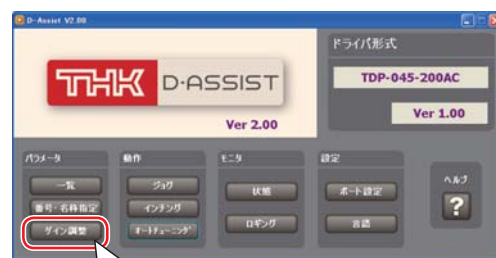 D-Assist V2.00
ドライバ形式
TDP-045-200AC
THK D-ASSIST
Ver 1.00
Ver 2.00
パラメータ
動作
モニタ
設定
ヘルプ
一覧
ジョグ
状態
ポート設定
?
番号・名称指定
インチング
ロギング
言語
ゲイン調整
オートチューニング